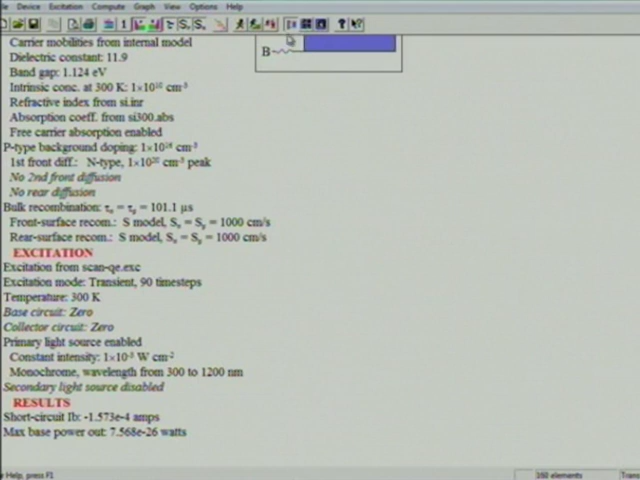 Device Excitation Compute Graph View Options Help
Carrier mobilities from internal model
Dielectric constant: 11.9
Band gap: 1.124 eV
Intrinsic conc. at 300 K: 1×10¹⁰ cm⁻³
Refractive index from si.inr
Absorption coeff. from si300.abs
Free carrier absorption enabled
P-type background doping: 1×10¹⁶ cm⁻³
1st front diff.: N-type, 1×10²⁰ cm⁻³ peak
No 2nd front diffusion
No rear diffusion
Bulk recombination: τₙ = τₚ = 101.1 µs
Front-surface recom.: S model, Sₙ = Sₚ = 1000 cm/s
Rear-surface recom.: S model, Sₙ = Sₚ = 1000 cm/s
EXCITATION
Excitation from scan-qe.exc
Excitation mode: Transient, 90 timesteps
Temperature: 300 K
Base circuit: Zero
Collector circuit: Zero
Primary light source enabled
Constant intensity: 1×10⁻³ W cm⁻²
Monochrome, wavelength from 300 to 1200 nm
Secondary light source disabled
RESULTS
Short-circuit Ib: -1.573e-4 amps
Max base power out: 7.568e-26 watts
B
Help, press F1
160 elements